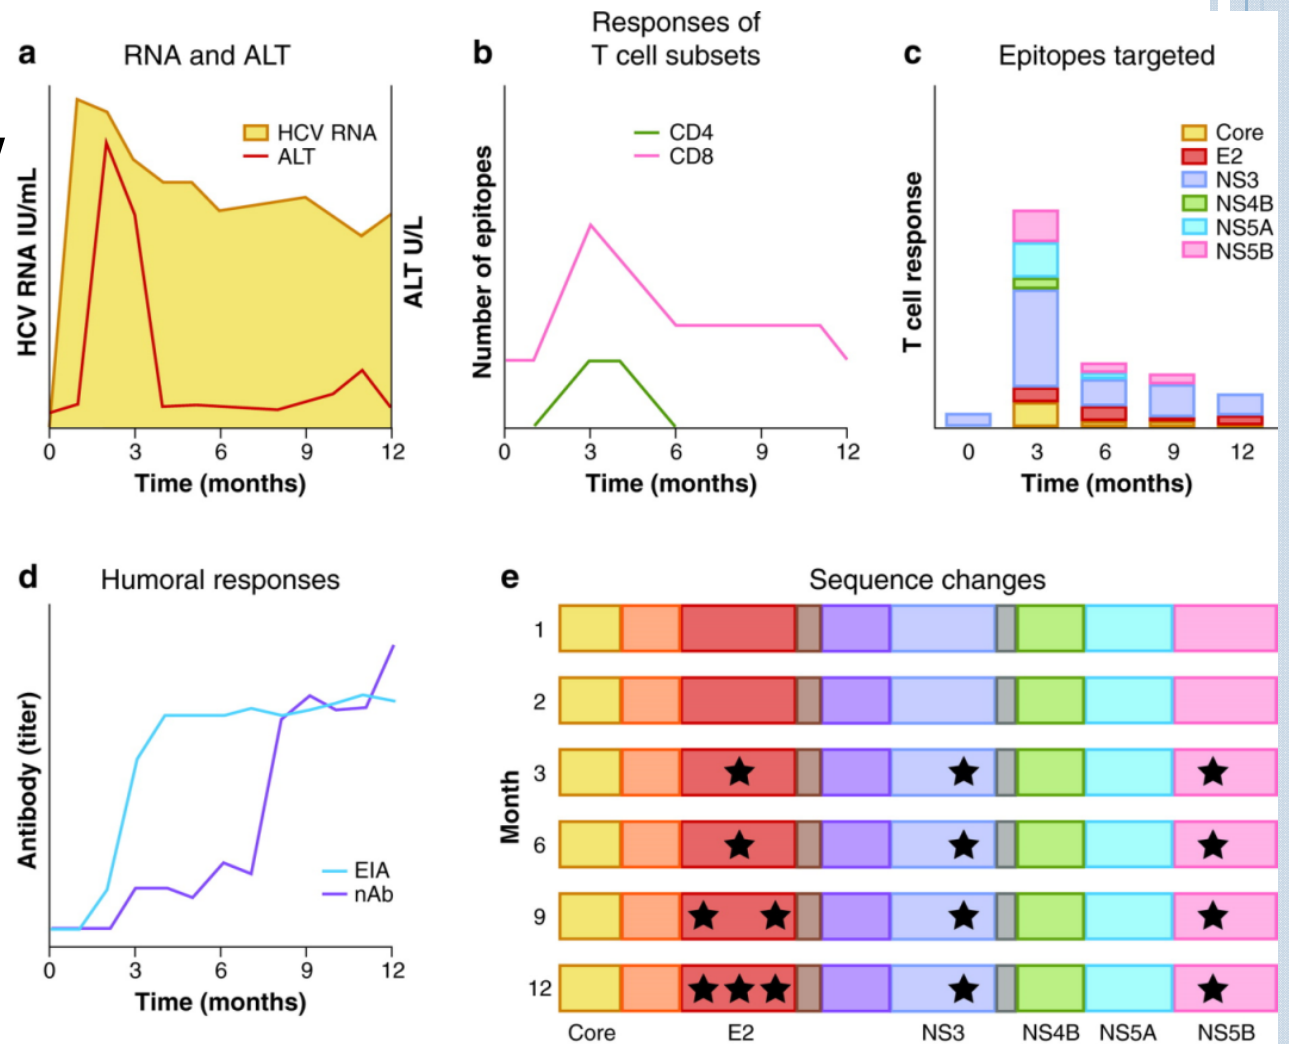 a
RNA and ALT
HCV RNA
ALT
HCV RNA IU/mL
ALT U/L
0
3
6
9
12
Time (months)
b
Responses of
T cell subsets
CD4
CD8
Number of epitopes
0
3
6
9
12
Time (months)
c
Epitopes targeted
Core
E2
NS3
NS4B
NS5A
NS5B
T cell response
0
3
6
9
12
Time (months)
d
Humoral responses
Antibody (titer)
EIA
nAb
0
3
6
9
12
Time (months)
e
Sequence changes
Month
1
2
3
6
9
12
Core
E2
NS3
NS4B
NS5A
NS5B